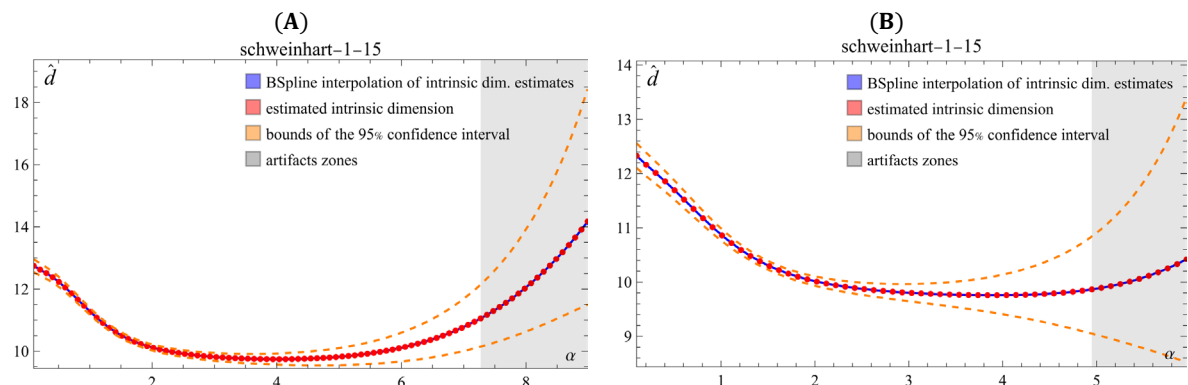 (A)
schweinhart−1−15
d̂
BSpline interpolation of intrinsic dim. estimates
estimated intrinsic dimension
bounds of the 95% confidence interval
artifacts zones
18
16
14
12
10
2
4
6
8
α
(B)
schweinhart−1−15
d̂
BSpline interpolation of intrinsic dim. estimates
estimated intrinsic dimension
bounds of the 95% confidence interval
artifacts zones
14
13
12
11
10
9
1
2
3
4
5
α